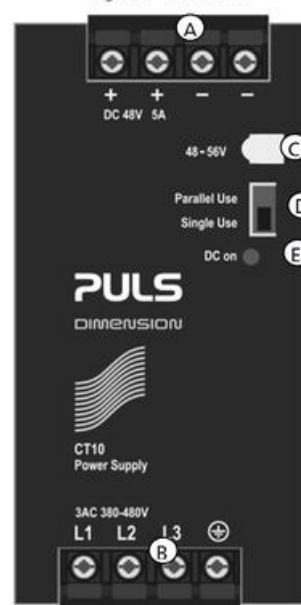 A
+ + – –
DC 48V 5A
48-56V
C
Parallel Use
Single Use
D
DC on
E
PULS
DIMENSION
CT10
Power Supply
3AC 380-480V
L1 L2 L3
B